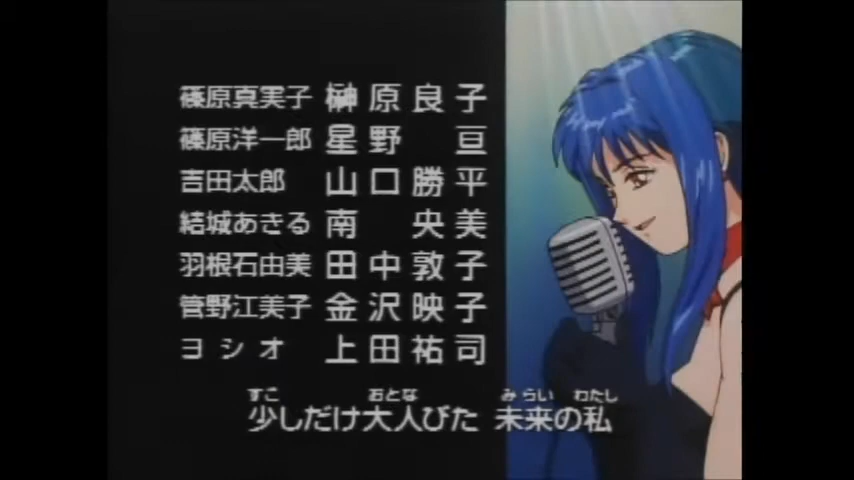 篠原真実子 榊原良子
篠原洋一郎 星野 亘
吉田太郎 山口勝平
結城あきる 南 央美
羽根石由美 田中敦子
管野江美子 金沢映子
ヨシオ 上田祐司
すこ おとな みらい わたし
少しだけ大人びた 未来の私